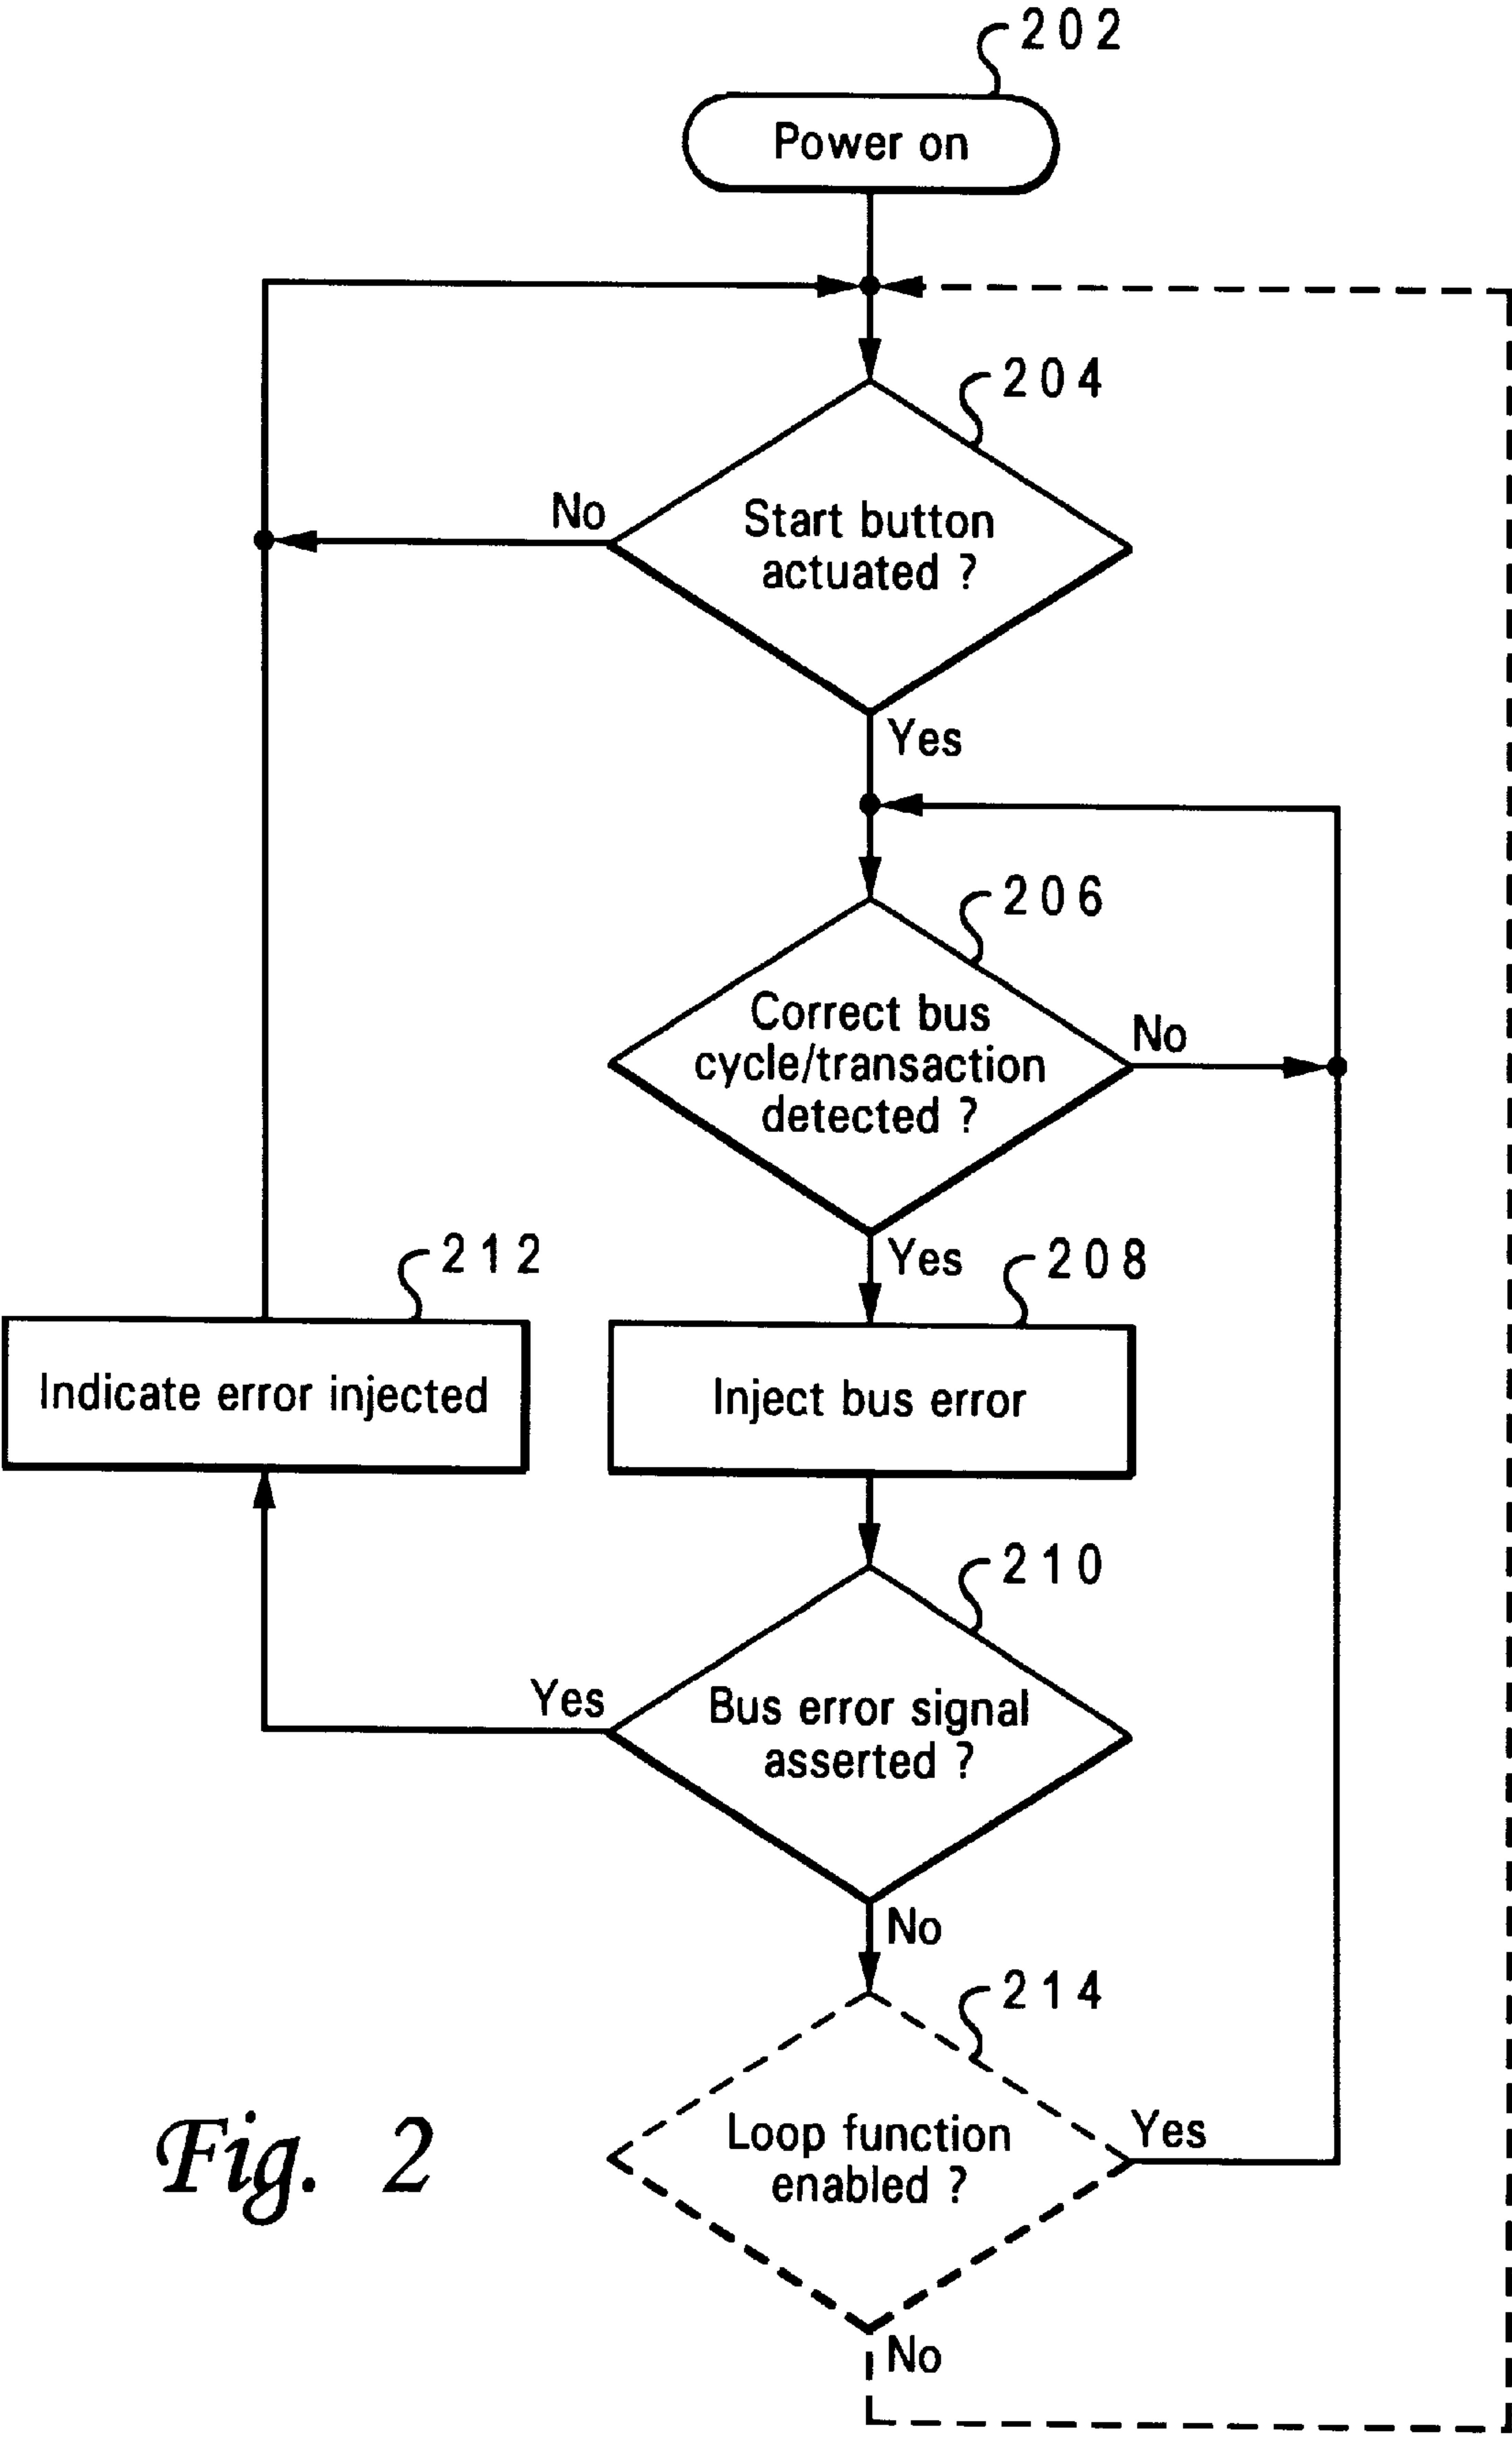 202
Power on
204
No
Start button
actuated ?
Yes
206
Correct bus
cycle/transaction
detected ?
No
Yes
212
208
Indicate error injected
Inject bus error
210
Yes
Bus error signal
asserted ?
No
214
Loop function
enabled ?
Yes
No
Fig. 2